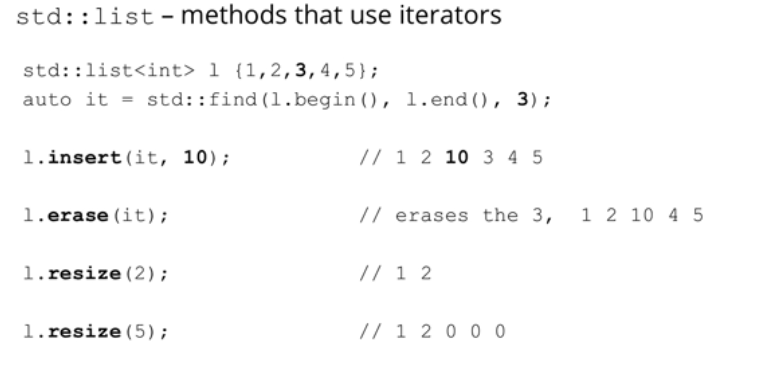 std::list – methods that use iterators
std::list<int> l {1,2,3,4,5};
auto it = std::find(l.begin(), l.end(), 3);
l.insert(it, 10); // 1 2 10 3 4 5
l.erase(it); // erases the 3, 1 2 10 4 5
l.resize(2); // 1 2
l.resize(5); // 1 2 0 0 0